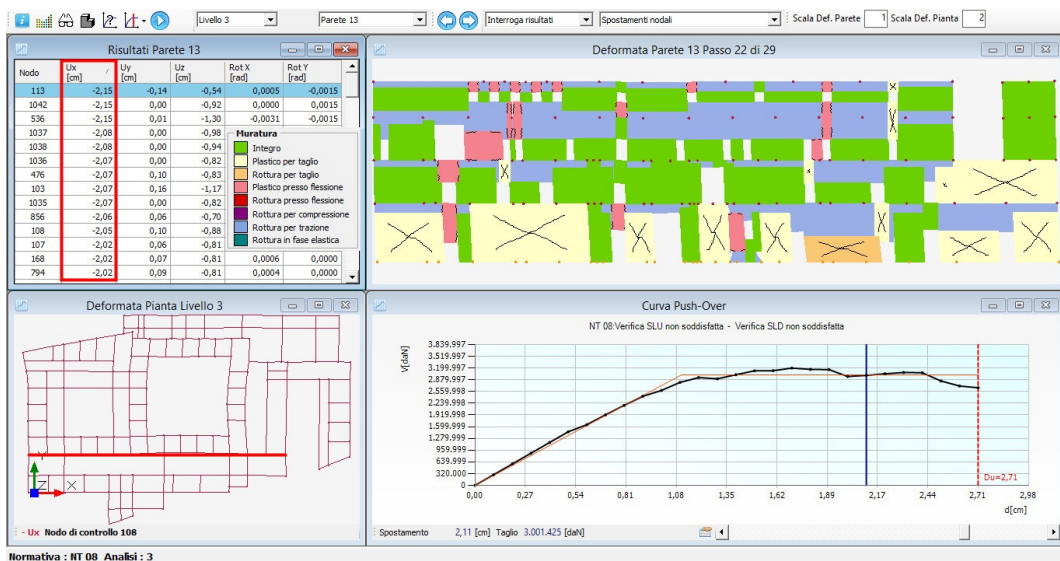 Livello 3 Parete 13 Interroga risultati Spostamenti nodali Scala Def. Parete 1 Scala Def. Pianta 2
Risultati Parete 13
Nodo Ux [cm] / Uy [cm] Uz [cm] Rot X [rad] Rot Y [rad]
113 -2,15 -0,14 -0,54 0,0005 -0,0015
1042 -2,15 0,00 -0,92 0,0000 0,0015
536 -2,15 0,01 -1,30 -0,0031 -0,0015
1037 -2,08 0,00 -0,98
1038 -2,08 0,00 -0,94
1036 -2,07 0,00 -0,82
476 -2,07 0,10 -0,83
103 -2,07 0,16 -1,17
1035 -2,07 0,00 -0,82
856 -2,06 0,06 -0,70
108 -2,05 0,10 -0,88
107 -2,02 0,06 -0,81
168 -2,02 0,07 -0,81 0,0006 0,0000
794 -2,02 0,09 -0,81 0,0004 0,0000
Muratura
Integro
Plastico per taglio
Rottura per taglio
Plastico presso flessione
Rottura presso flessione
Rottura per compressione
Rottura per trazione
Rottura in fase elastica
Deformata Parete 13 Passo 22 di 29
Deformata Pianta Livello 3
Y
Z X
- Ux Nodo di controllo 108
Curva Push-Over
NT 08:Verifica SLU non soddisfatta - Verifica SLD non soddisfatta
V[daN]
3.839.997
3.519.997
3.199.998
2.879.997
2.559.998
2.239.998
1.919.998
1.599.999
1.279.999
959.999
639.999
320.000
0
0,00 0,27 0,54 0,81 1,08 1,35 1,62 1,89 2,17 2,44 2,71 2,98
Du=2,71
d[cm]
Spostamento 2,11 [cm] Taglio 3.001.425 [daN]
Normativa : NT 08 Analisi : 3